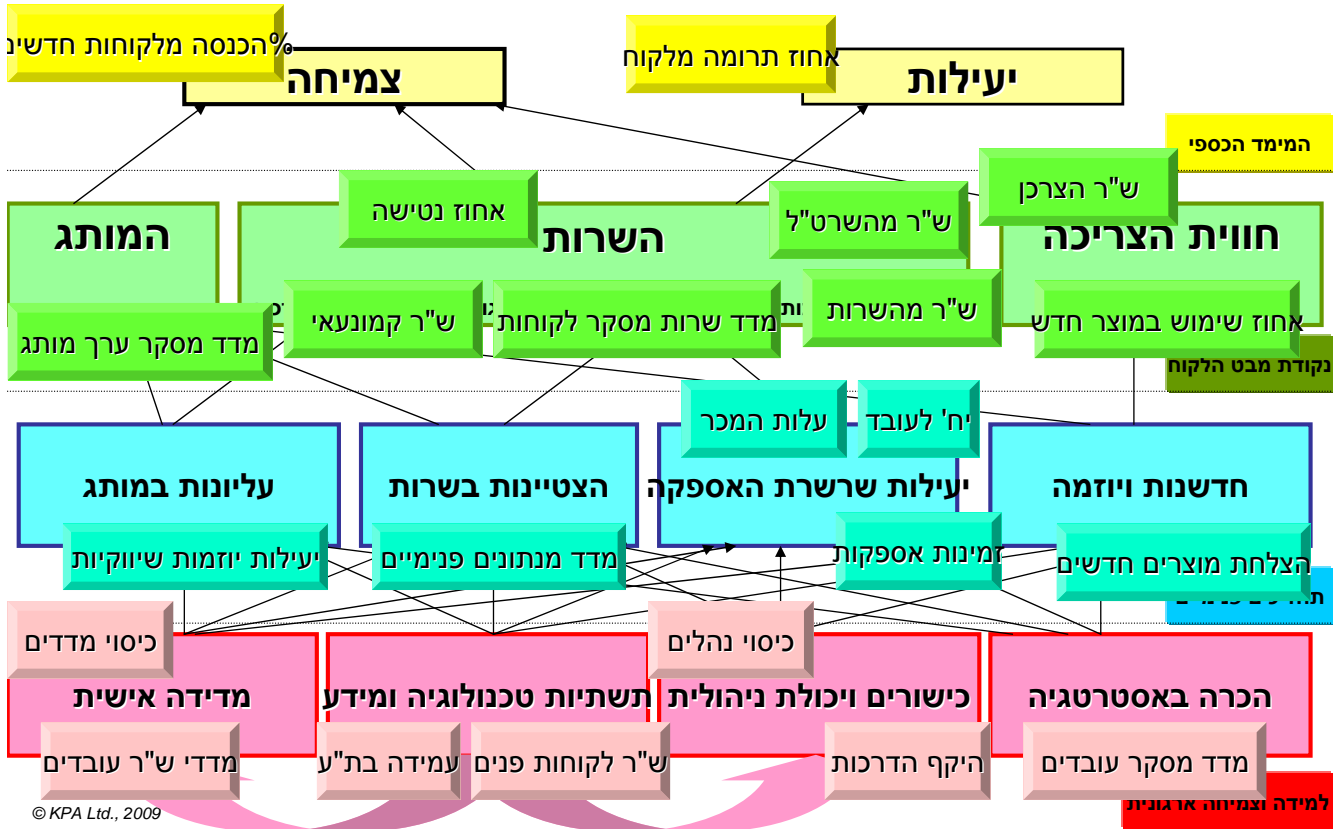 %הכנסה מלקוחות חדשים
אחוז תרומה מלקוח
צמיחה
יעילות
המימד הכספי
ש"ר הצרכן
אחוז נטישה
ש"ר מהשרט"ל
חווית הצריכה
השרות
המותג
אחוז שימוש במוצר חדש
ש"ר מהשרות
מדד שרות מסקר לקוחות
ש"ר קמונעאי
מדד מסקר ערך מותג
נקודת מבט הלקוח
יח' לעובד
עלות המכר
חדשנות ויוזמה
יעילות שרשרת האספקה
הצטיינות בשרות
עליונות במותג
הצלחת מוצרים חדשים
זמינות אספקות
מדד מנתונים פנימיים
יעילות יוזמות שיווקיות
כיסוי נהלים
כיסוי מדדים
הכרה באסטרטגיה
כישורים ויכולת ניהולית
תשתיות טכנולוגיה ומידע
מדידה אישית
מדד מסקר עובדים
היקף הדרכות
ש"ר לקוחות פנים
עמידה בת"ע
מדדי ש"ר עובדים
למידה וצמיחה ארגונית
© KPA Ltd., 2009